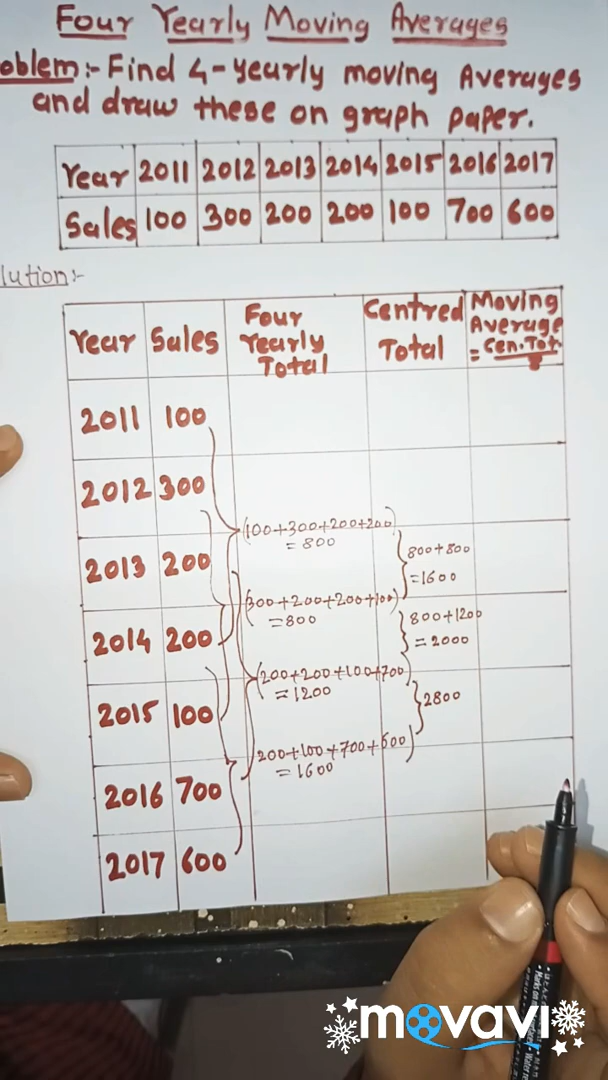 Four Yearly Moving Averages
oblem:- Find 4-yearly moving Averages
and draw these on graph paper.
Year 2011 2012 2013 2014 2015 2016 2017
Sales 100 300 200 200 100 700 600
lution:-
Year Sales Four Yearly Total Centred Total Moving Average = Cen. Tot. 8
2011 100
2012 300
(100+300+200+200)
= 800
2013 200
800+800
=1600
(300+200+200+100)
= 800
2014 200
800+1200
= 2000
(200+200+100+700)
= 1200
2015 100
2800
200+100+700+600)
= 1600
2016 700
2017 600
movavi